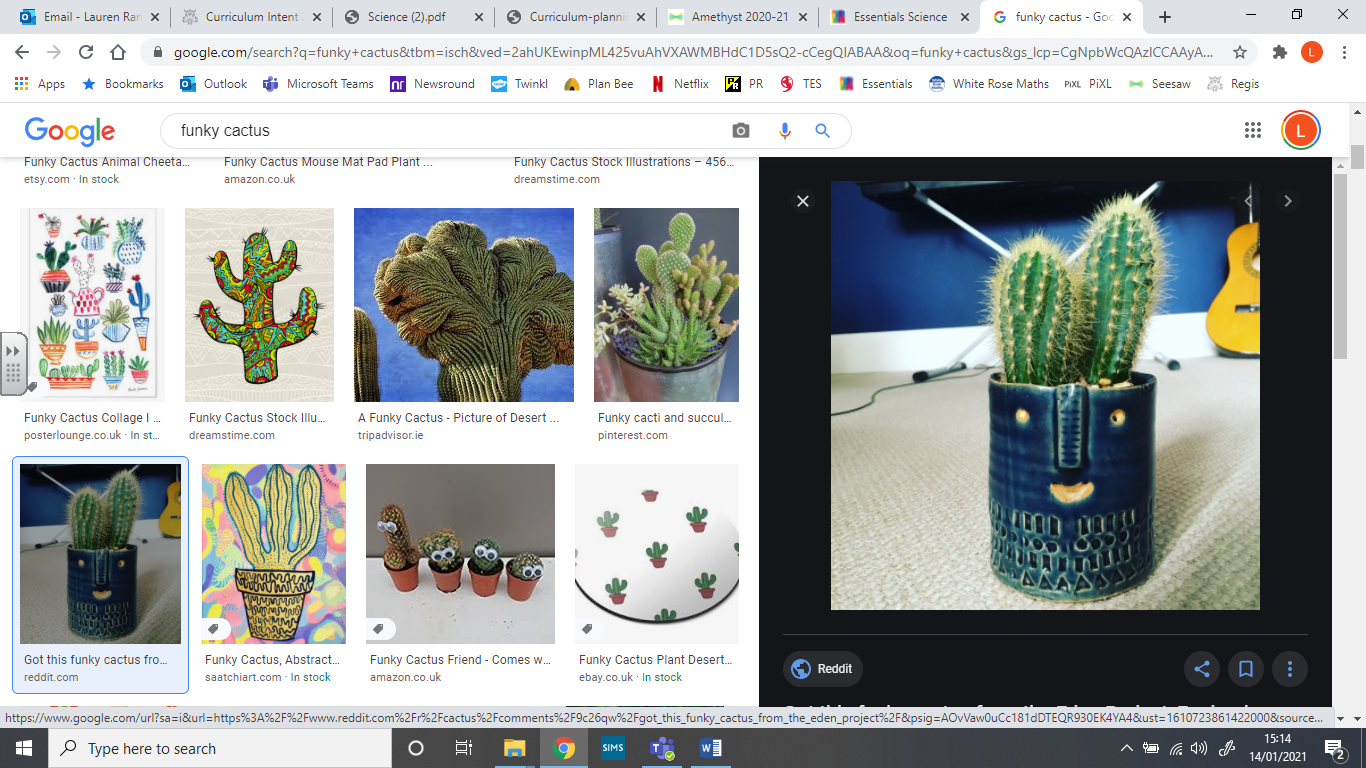 Email - Lauren Ran
Curriculum Intent
Science (2).pdf
Curriculum-planni
Amethyst 2020-21
Essentials Science
funky cactus - Goo
google.com/search?q=funky+cactus&tbm=isch&ved=2ahUKEwinpML425vuAhVXAWMBHdC1D5sQ2-cCegQIABAA&oq=funky+cactus&gs_lcp=CgNpbWcQAzICCAAyA...
L
Apps
Bookmarks
Outlook
Microsoft Teams
nr Newsround
Twinkl
Plan Bee
Netflix
PR
TES
Essentials
White Rose Maths
PiXL PiXL
Seesaw
Regis
Google
funky cactus
L
Funky Cactus Animal Cheeta...
etsy.com · In stock
Funky Cactus Mouse Mat Pad Plant ...
amazon.co.uk
Funky Cactus Stock Illustrations – 456...
dreamstime.com
Funky Cactus Collage I ...
posterlounge.co.uk · In st...
Funky Cactus Stock Illu...
dreamstime.com
A Funky Cactus - Picture of Desert ...
tripadvisor.ie
Funky cacti and succul...
pinterest.com
Got this funky cactus fro...
reddit.com
Funky Cactus, Abstract...
saatchiart.com · In stock
Funky Cactus Friend - Comes w...
amazon.co.uk
Funky Cactus Plant Desert...
ebay.co.uk · In stock
Reddit
https://www.google.com/url?sa=i&url=https%3A%2F%2Fwww.reddit.com%2Fr%2Fcactus%2Fcomments%2F9c26qw%2Fgot_this_funky_cactus_from_the_eden_project%2F&psig=AOvVaw0uCc181dDTEQR930EK4YA4&ust=1610723861422000&source...
Type here to search
SIMS
15:14
14/01/2021
2